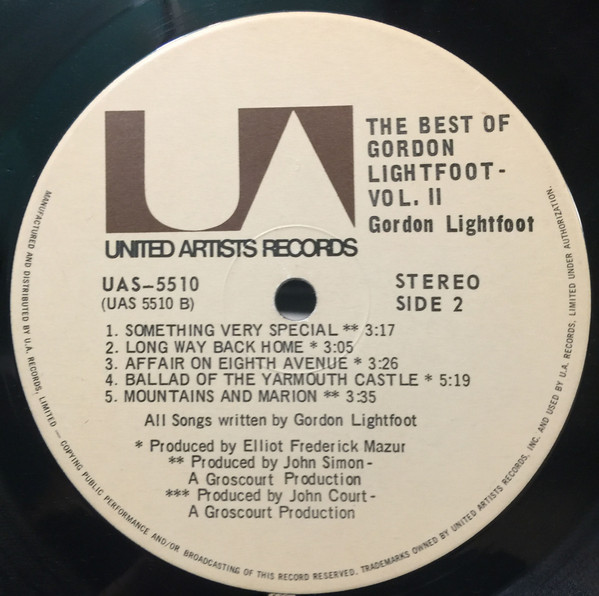 UA
UNITED ARTISTS RECORDS
THE BEST OF
GORDON
LIGHTFOOT-
VOL. II
Gordon Lightfoot
UAS-5510
(UAS 5510 B)
STEREO
SIDE 2
1. SOMETHING VERY SPECIAL ** 3:17
2. LONG WAY BACK HOME * 3:05
3. AFFAIR ON EIGHTH AVENUE * 3:26
4. BALLAD OF THE YARMOUTH CASTLE * 5:19
5. MOUNTAINS AND MARION ** 3:35
All Songs written by Gordon Lightfoot
* Produced by Elliot Frederick Mazur
** Produced by John Simon-
A Groscourt Production
*** Produced by John Court-
A Groscourt Production
MANUFACTURED AND DISTRIBUTED BY U.A. RECORDS, LIMITED — COPYING PUBLIC PERFORMANCE AND/OR BROADCASTING OF THIS RECORD RESERVED. TRADEMARKS OWNED BY UNITED ARTISTS RECORDS, INC. AND USED BY U.A. RECORDS, LIMITED UNDER AUTHORIZATION.